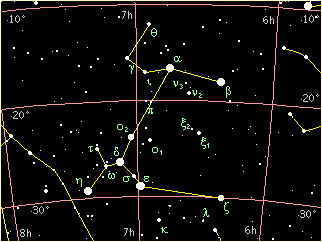 7h
6h
-10°
-10°
θ
α
γ
ι
ν3
ν2
β
π
-20°
-20°
ο2
ξ2
ξ1
ο1
τ
δ
ω
σ
ε
η
ζ
λ
-30°
-30°
κ
8h
7h
6h